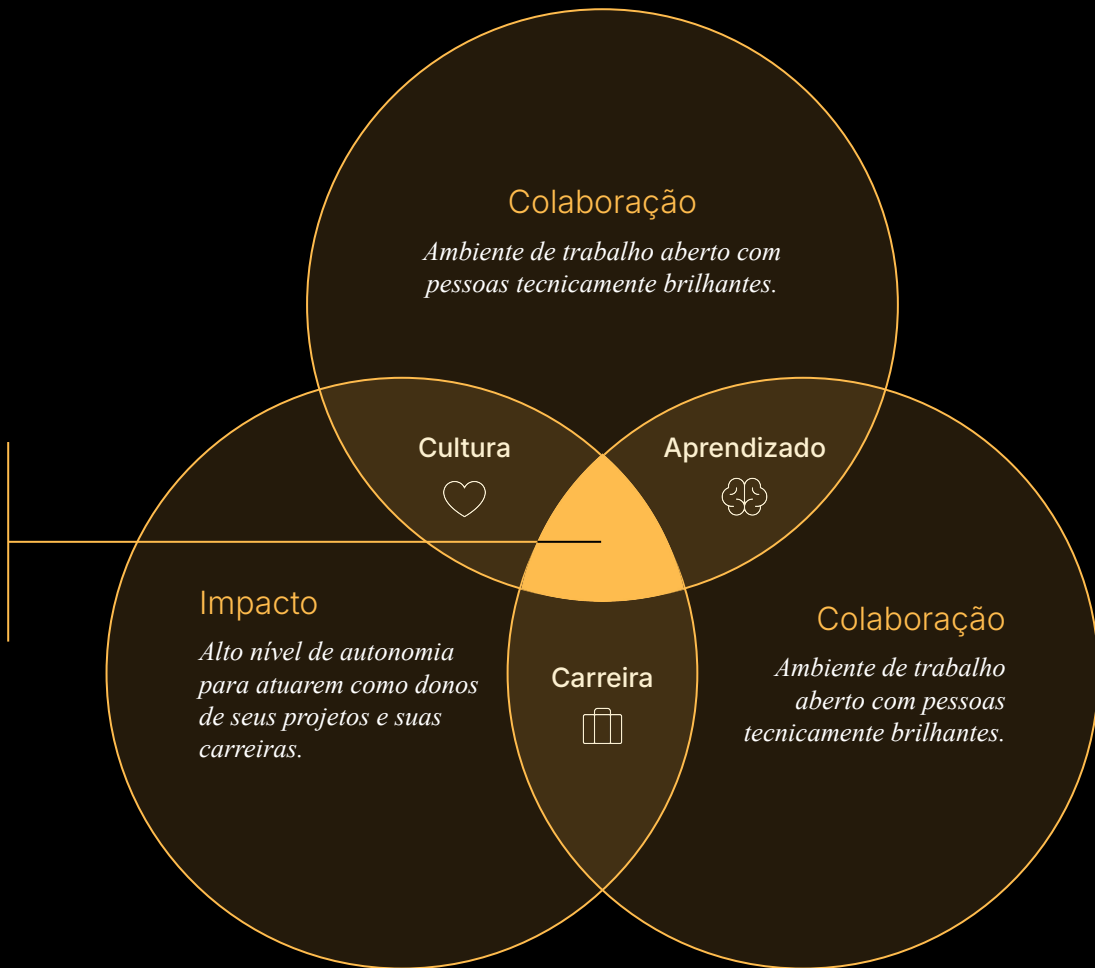 Colaboração
Ambiente de trabalho aberto com
pessoas tecnicamente brilhantes.
Cultura
Aprendizado
Impacto
Alto nível de autonomia
para atuarem como donos
de seus projetos e suas
carreiras.
Carreira
Colaboração
Ambiente de trabalho
aberto com pessoas
tecnicamente brilhantes.